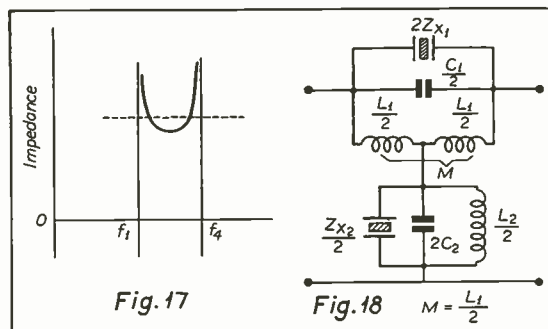 Impedance
0
f₁
f₄
Fig. 17
2Zx₁
C₁/2
L₁/2
L₁/2
M
Zx₂/2
2C₂
L₂/2
Fig. 18
M = L₁/2